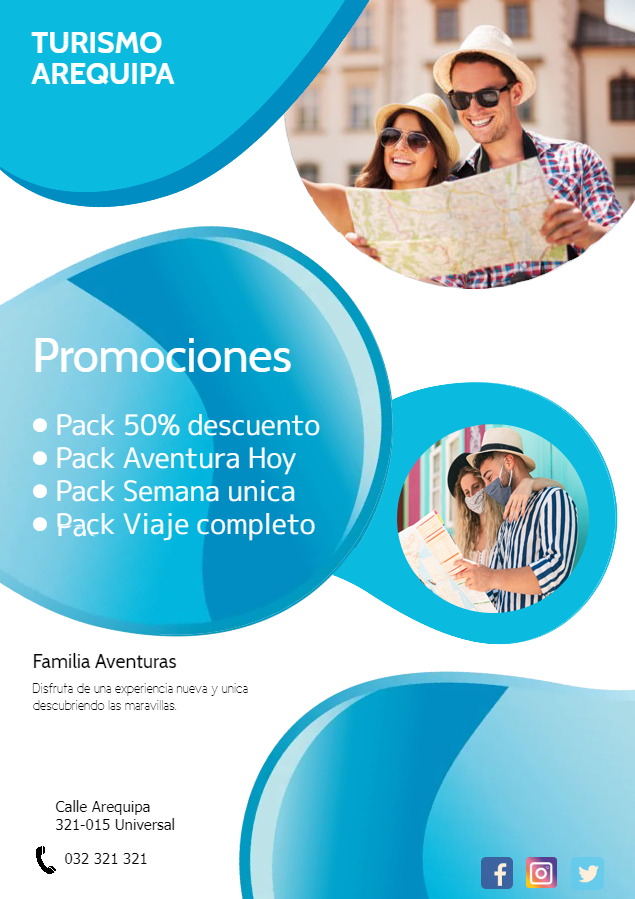 TURISMO
AREQUIPA
Promociones
Pack 50% descuento
Pack Aventura Hoy
Pack Semana unica
Pack Viaje completo
Familia Aventuras
Disfruta de una experiencia nueva y unica
descubriendo las maravillas.
Calle Arequipa
321-015 Universal
032 321 321